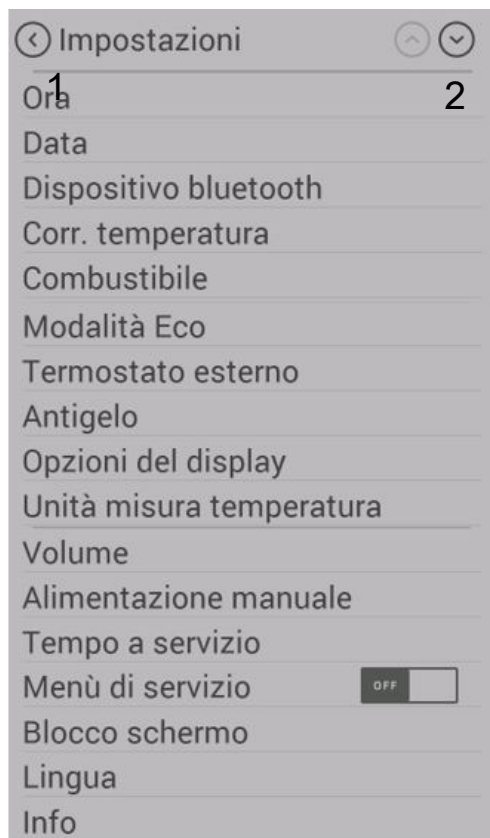 Impostazioni
1 2
Ora
Data
Dispositivo bluetooth
Corr. temperatura
Combustibile
Modalità Eco
Termostato esterno
Antigelo
Opzioni del display
Unità misura temperatura
Volume
Alimentazione manuale
Tempo a servizio
Menù di servizio OFF
Blocco schermo
Lingua
Info